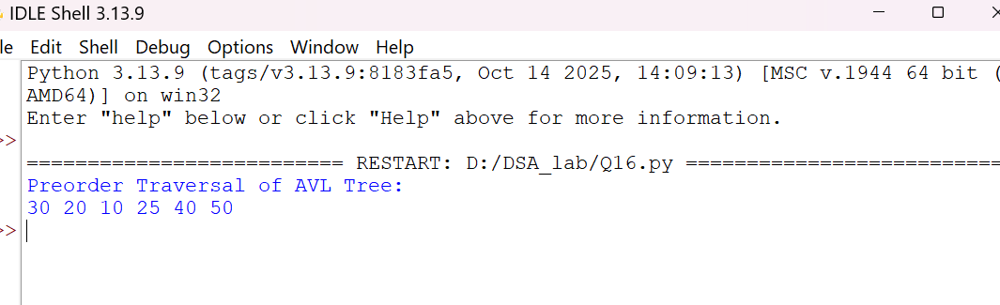 IDLE Shell 3.13.9
le Edit Shell Debug Options Window Help
Python 3.13.9 (tags/v3.13.9:8183fa5, Oct 14 2025, 14:09:13) [MSC v.1944 64 bit (
AMD64)] on win32
Enter "help" below or click "Help" above for more information.
>>
========================== RESTART: D:/DSA_lab/Q16.py ==========================
Preorder Traversal of AVL Tree:
30 20 10 25 40 50
>>